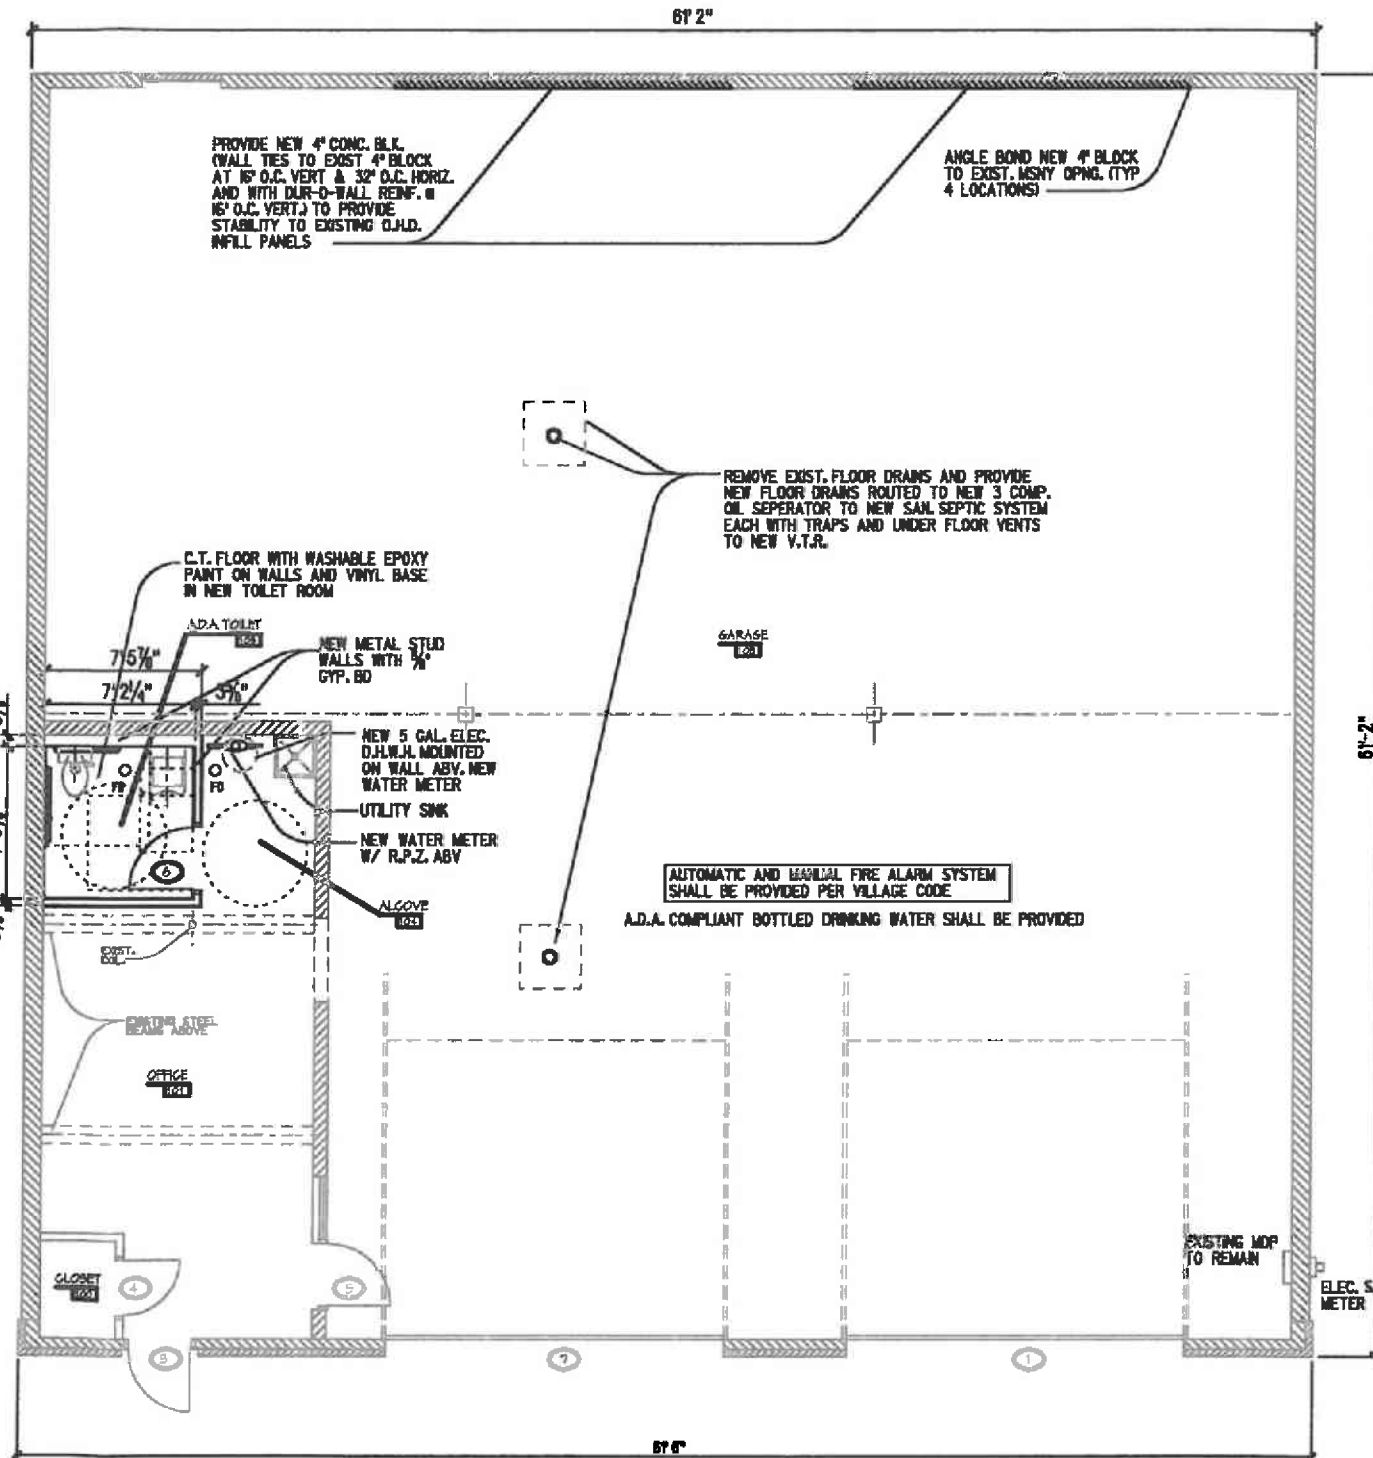 61' 2"
PROVIDE NEW 4" CONC. BLK.
(WALL TIES TO EXIST 4" BLOCK
AT 16" O.C. VERT & 32" O.C. HORIZ.
AND WITH DUR-O-WALL REINF. @
16" O.C. VERT.) TO PROVIDE
STABILITY TO EXISTING O.H.D.
INFILL PANELS
ANGLE BOND NEW 4" BLOCK
TO EXIST. MSNY OPNG. (TYP
4 LOCATIONS)
REMOVE EXIST. FLOOR DRAINS AND PROVIDE
NEW FLOOR DRAINS ROUTED TO NEW 3 COMP.
OIL SEPERATOR TO NEW SAN. SEPTIC SYSTEM
EACH WITH TRAPS AND UNDER FLOOR VENTS
TO NEW V.T.R.
C.T. FLOOR WITH WASHABLE EPOXY
PAINT ON WALLS AND VINYL BASE
IN NEW TOILET ROOM
A.D.A. TOILET
NEW METAL STUD
WALLS WITH 5/8"
GYP. BD
GARAGE
7'5⅞"
7'2¼"
3⅝"
NEW 5 GAL. ELEC.
D.H.W.H. MOUNTED
ON WALL ABV. NEW
WATER METER
UTILITY SINK
NEW WATER METER
W/ R.P.Z. ABV
FD
FD
6
ALCOVE
104
61'-2"
AUTOMATIC AND MANUAL FIRE ALARM SYSTEM
SHALL BE PROVIDED PER VILLAGE CODE
A.D.A. COMPLIANT BOTTLED DRINKING WATER SHALL BE PROVIDED
EXIST.
COL.
EXISTING STEEL
BEAMS ABOVE
OFFICE
101
EXISTING MDP
TO REMAIN
ELEC. S
METER
CLOSET
4
5
3
1